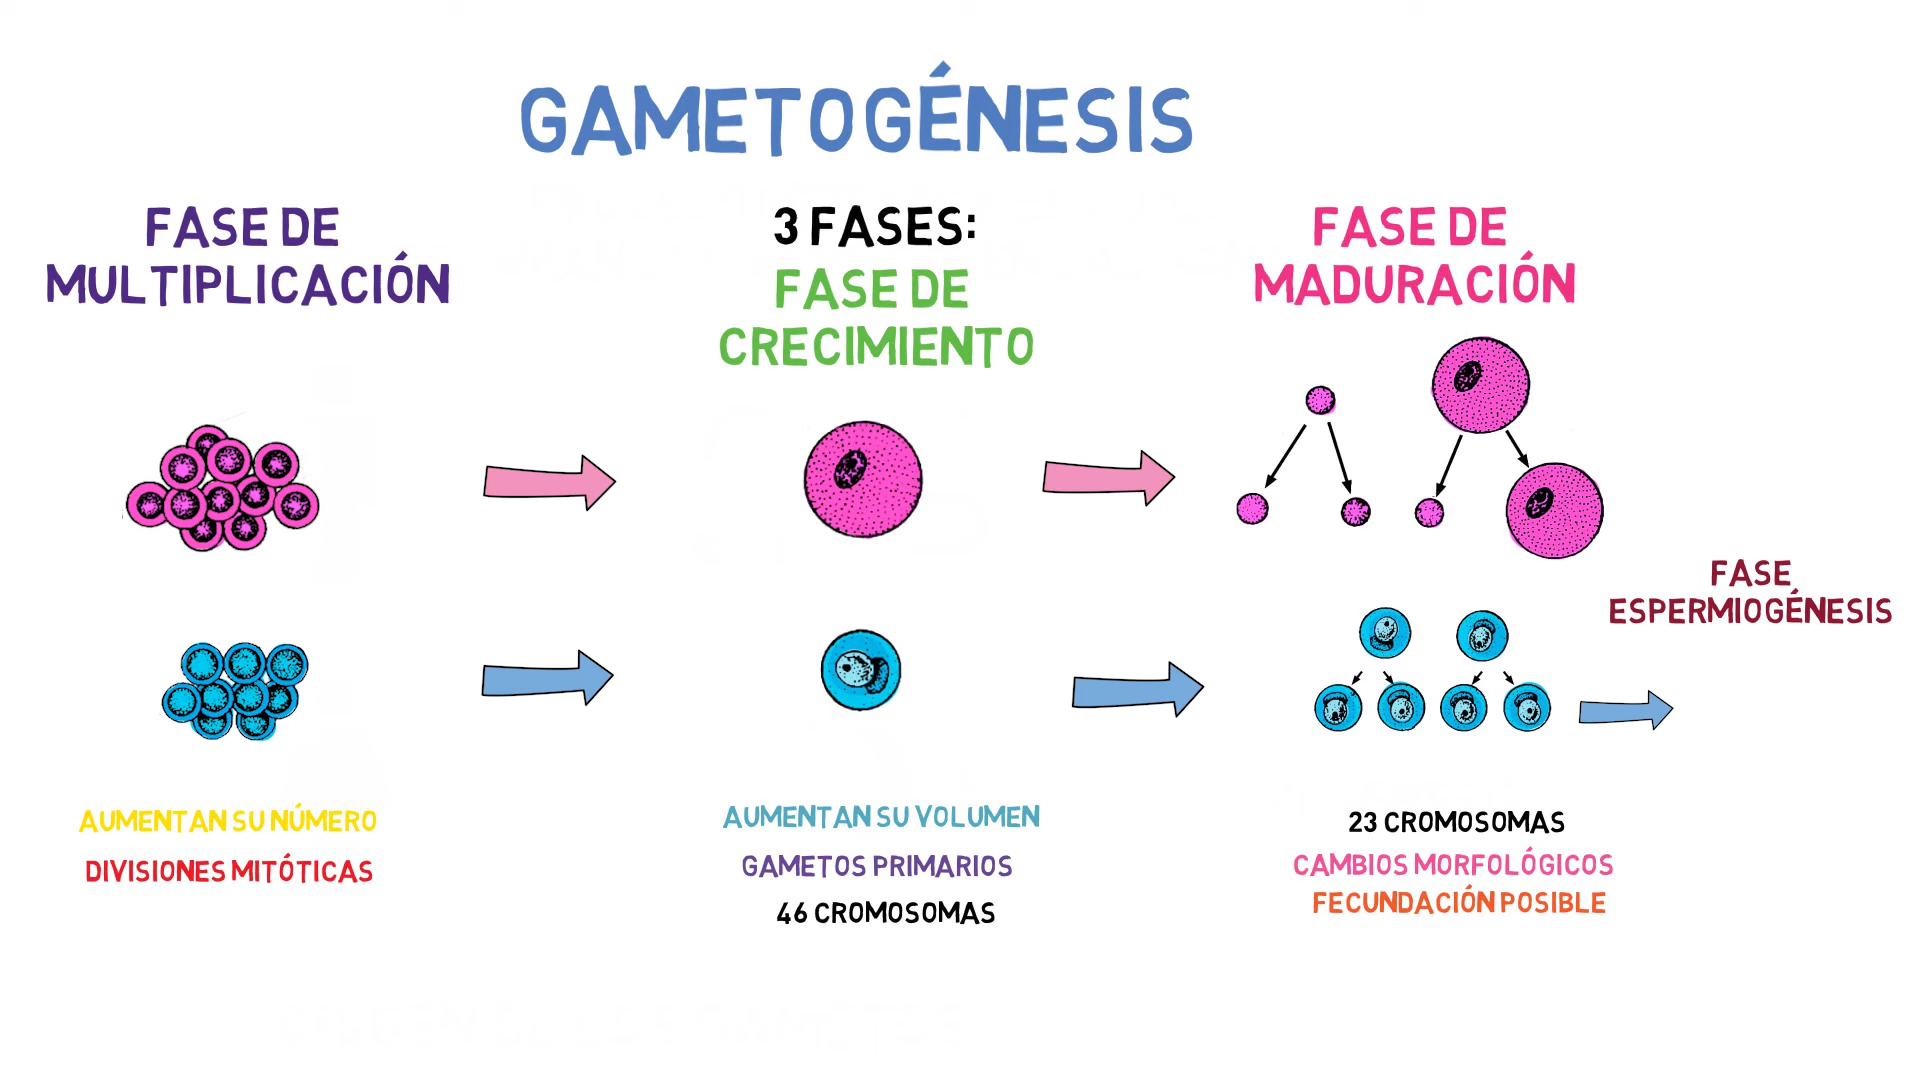 GAMETOGÉNESIS
FASE DE
MULTIPLICACIÓN
3 FASES:
FASE DE
CRECIMIENTO
FASE DE
MADURACIÓN
FASE
ESPERMIOGÉNESIS
AUMENTAN SU NÚMERO
DIVISIONES MITÓTICAS
AUMENTAN SU VOLUMEN
GAMETOS PRIMARIOS
46 CROMOSOMAS
23 CROMOSOMAS
CAMBIOS MORFOLÓGICOS
FECUNDACIÓN POSIBLE